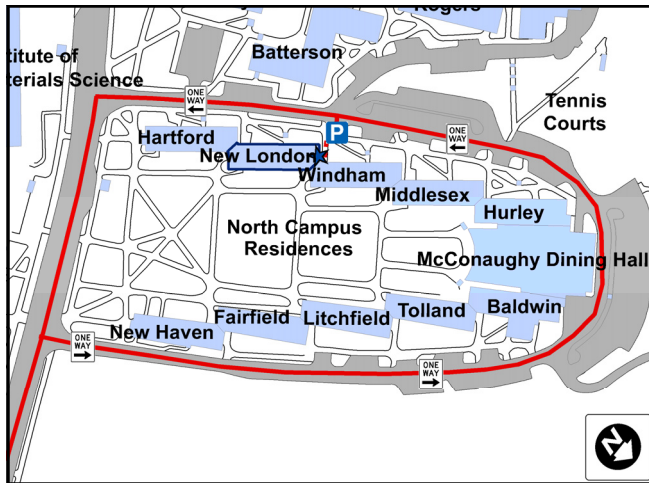 Rogers
Batterson
titute of
terials Science
ONE
WAY
Tennis
Courts
P
Hartford
ONE
WAY
New London
Windham
Middlesex
Hurley
North Campus
Residences
McConaughy Dining Hall
Baldwin
Tolland
Fairfield
Litchfield
New Haven
ONE
WAY
ONE
WAY
N